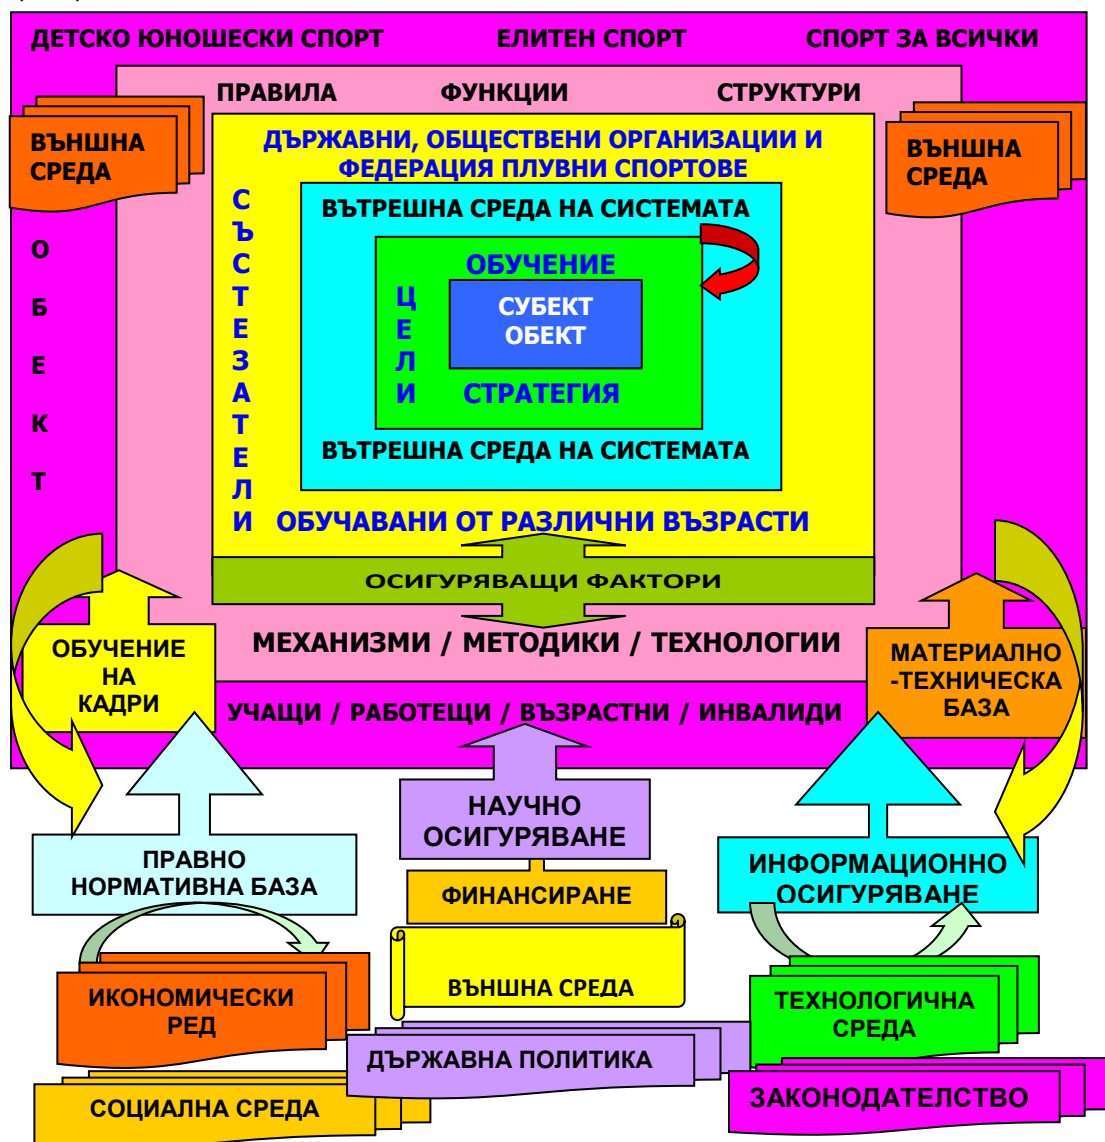 ДЕТСКО ЮНОШЕСКИ СПОРТ ЕЛИТЕН СПОРТ СПОРТ ЗА ВСИЧКИ
ПРАВИЛА ФУНКЦИИ СТРУКТУРИ
ВЪНШНА
СРЕДА
ВЪНШНА
СРЕДА
ДЪРЖАВНИ, ОБЩЕСТВЕНИ ОРГАНИЗАЦИИ И
ФЕДЕРАЦИЯ ПЛУВНИ СПОРТОВЕ
ОБЕКТ
СЪСТЕЗАТЕЛИ
ВЪТРЕШНА СРЕДА НА СИСТЕМАТА
ОБУЧЕНИЕ
ЦЕЛИ
СУБЕКТ
ОБЕКТ
СТРАТЕГИЯ
ВЪТРЕШНА СРЕДА НА СИСТЕМАТА
ОБУЧАВАНИ ОТ РАЗЛИЧНИ ВЪЗРАСТИ
ОСИГУРЯВАЩИ ФАКТОРИ
МЕХАНИЗМИ / МЕТОДИКИ / ТЕХНОЛОГИИ
ОБУЧЕНИЕ
НА
КАДРИ
МАТЕРИАЛНО
-ТЕХНИЧЕСКА
БАЗА
УЧАЩИ / РАБОТЕЩИ / ВЪЗРАСТНИ / ИНВАЛИДИ
НАУЧНО
ОСИГУРЯВАНЕ
ПРАВНО
НОРМАТИВНА БАЗА
ИНФОРМАЦИОННО
ОСИГУРЯВАНЕ
ФИНАНСИРАНЕ
ВЪНШНА СРЕДА
ИКОНОМИЧЕСКИ
РЕД
ТЕХНОЛОГИЧНА
СРЕДА
ДЪРЖАВНА ПОЛИТИКА
СОЦИАЛНА СРЕДА
ЗАКОНОДАТЕЛСТВО